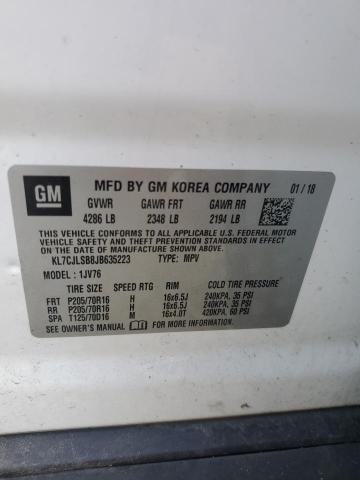 GM
MFD BY GM KOREA COMPANY 01/18
GVWR GAWR FRT GAWR RR
4286 LB 2348 LB 2194 LB
THIS VEHICLE CONFORMS TO ALL APPLICABLE U.S. FEDERAL MOTOR
VEHICLE SAFETY, BUMPER, AND THEFT PREVENTION STANDARDS IN EFFECT ON THE
DATE OF MANUFACTURE SHOWN ABOVE.
KL7CJLSB8JB635223 TYPE: MPV
MODEL: 1JV76
TIRE SIZE SPEED RTG RIM COLD TIRE PRESSURE
FRT P205/70R16 H 16x6.5J 240KPA, 35 PSI
RR P205/70R16 H 16x6.5J 240KPA, 35 PSI
SPA T125/70D16 M 16x4.0T 420KPA, 60 PSI
SEE OWNER'S MANUAL FOR ADDITIONAL INFORMATION